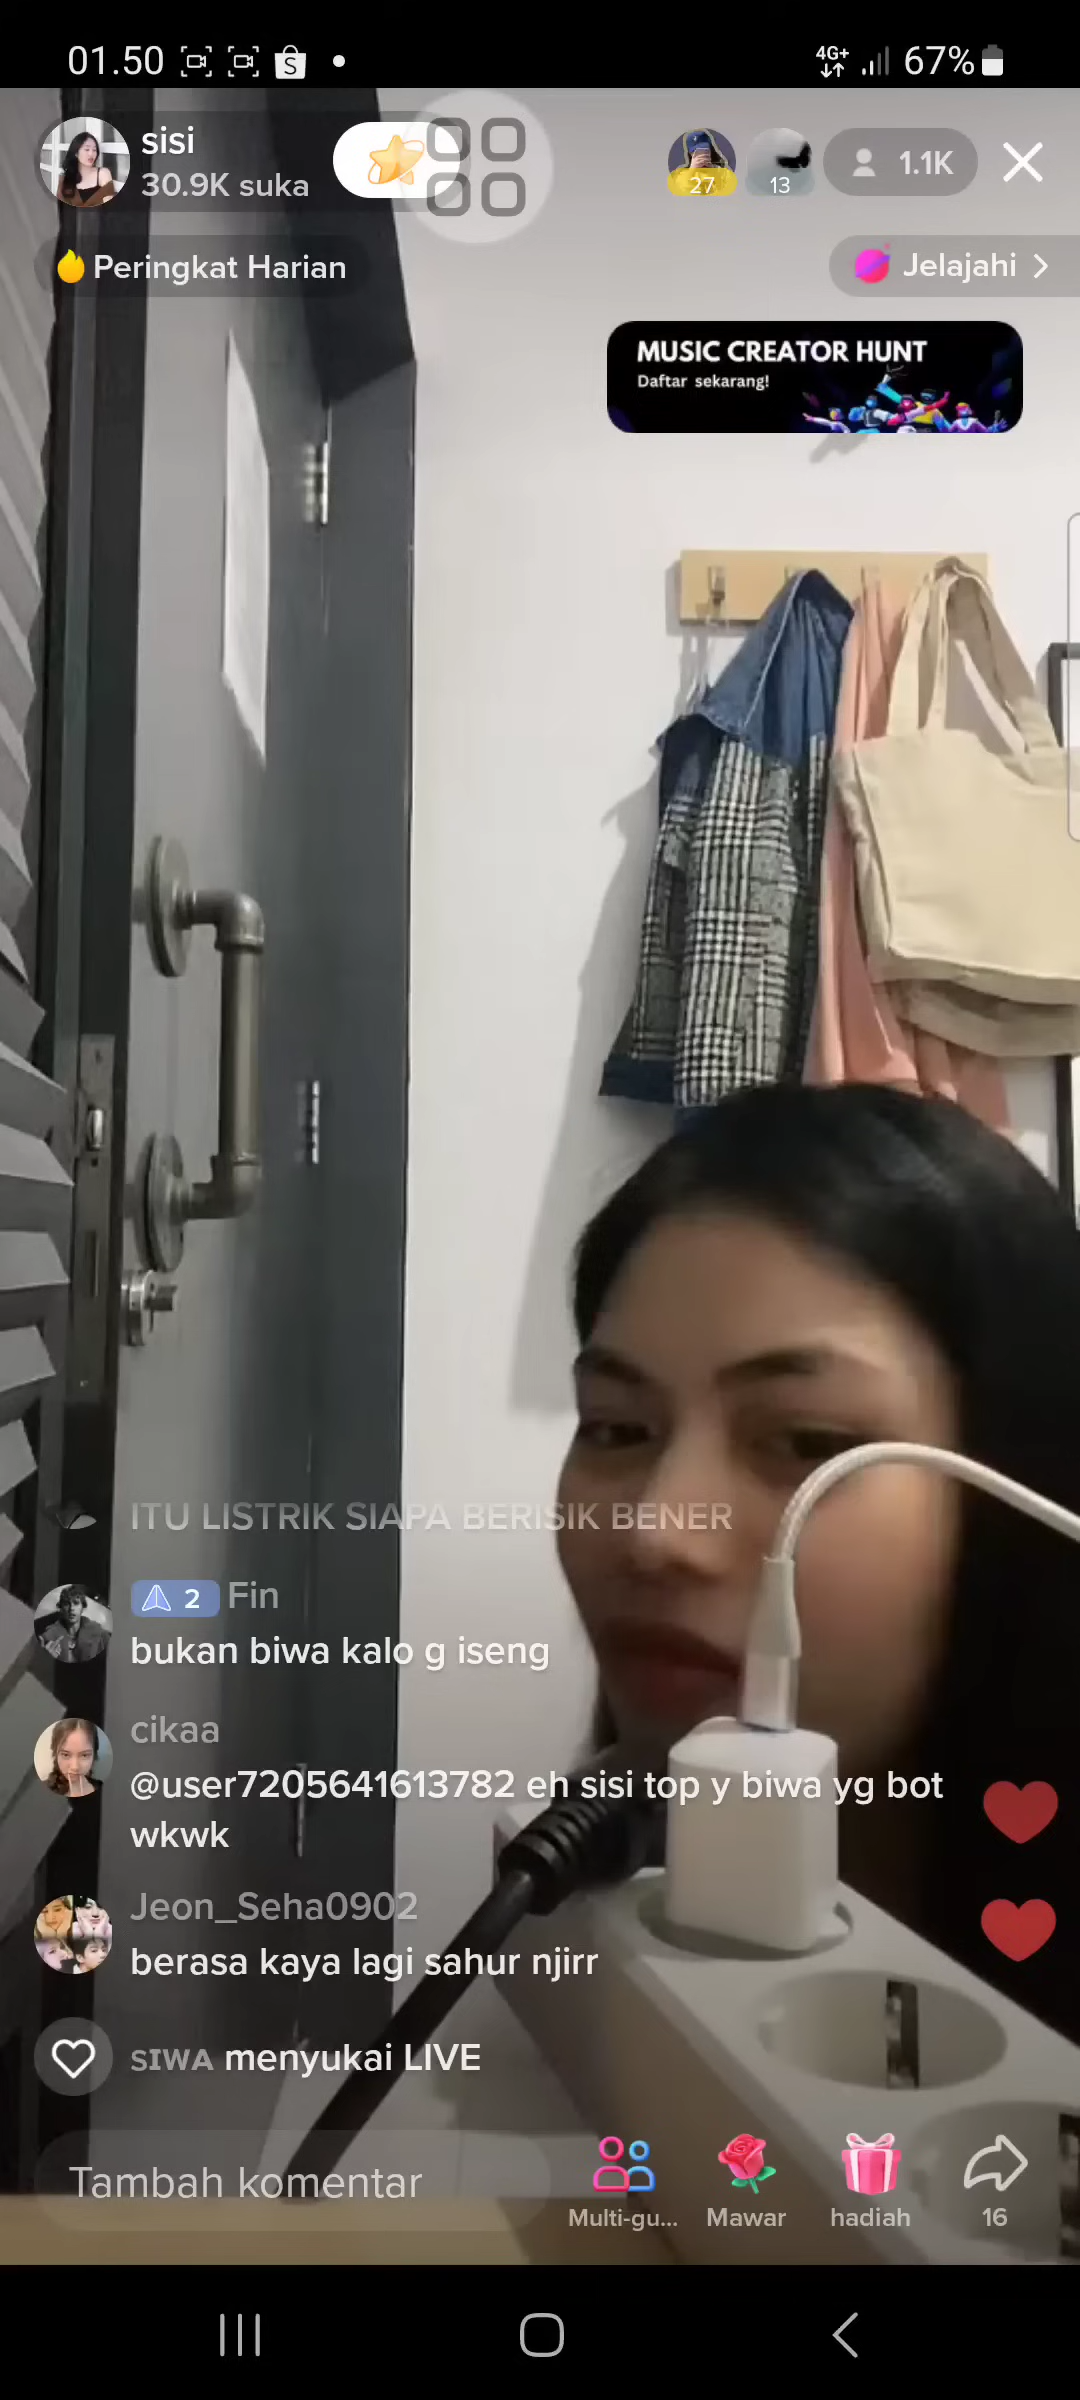 01.50
4G+
67%
sisi
30.9K suka
27
13
1.1K
Peringkat Harian
Jelajahi
MUSIC CREATOR HUNT
Daftar sekarang!
ITU LISTRIK SIAPA BERISIK BENER
2 Fin
bukan biwa kalo g iseng
cikaa
@user7205641613782 eh sisi top y biwa yg bot
wkwk
Jeon_Seha0902
berasa kaya lagi sahur njirr
sɪᴡᴀ menyukai LIVE
Tambah komentar
Multi-gu...
Mawar
hadiah
16